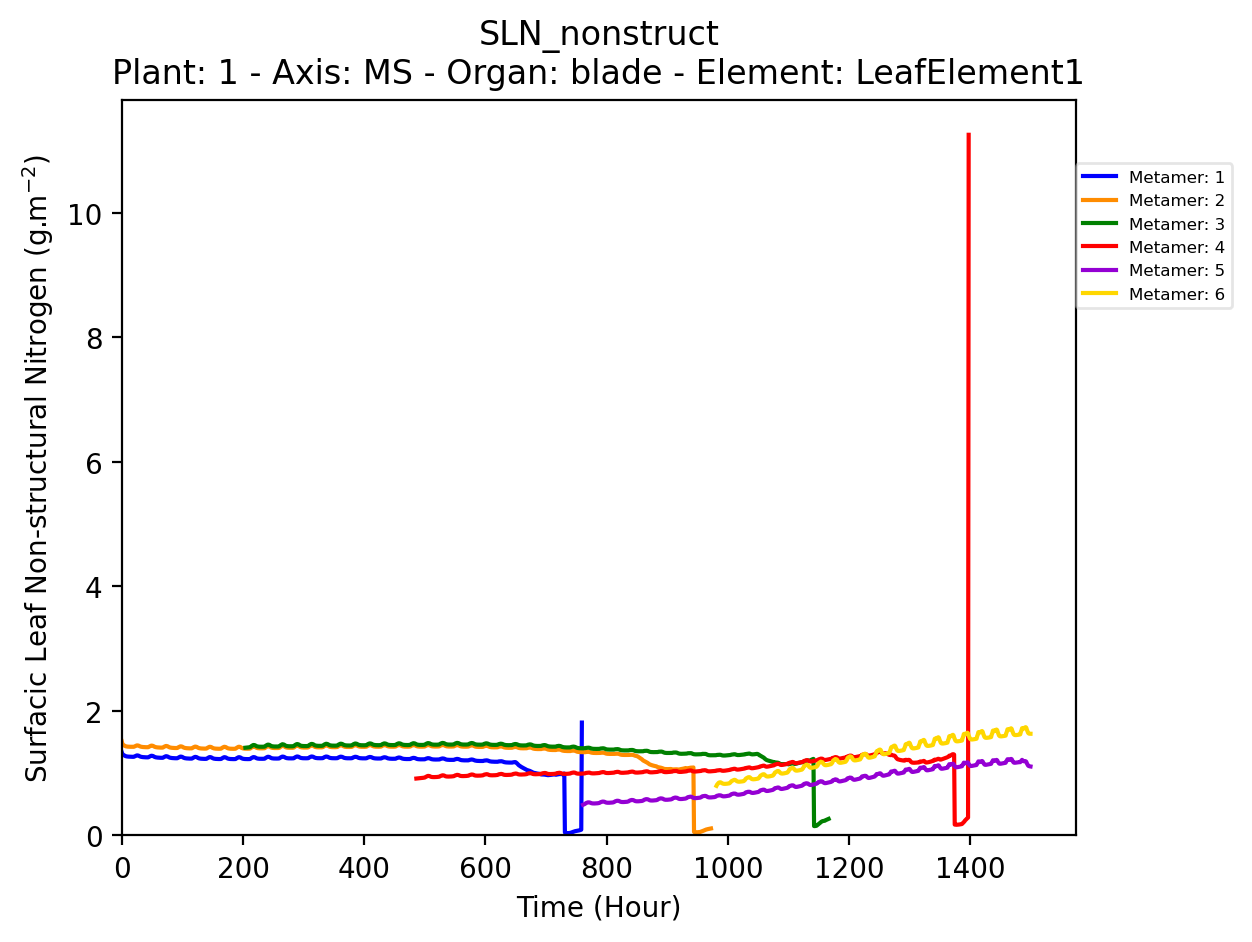 SLN_nonstruct
Plant: 1 - Axis: MS - Organ: blade - Element: LeafElement1
Surfacic Leaf Non-structural Nitrogen (g.m⁻²)
10
8
6
4
2
0
0 200 400 600 800 1000 1200 1400
Time (Hour)
Metamer: 1
Metamer: 2
Metamer: 3
Metamer: 4
Metamer: 5
Metamer: 6